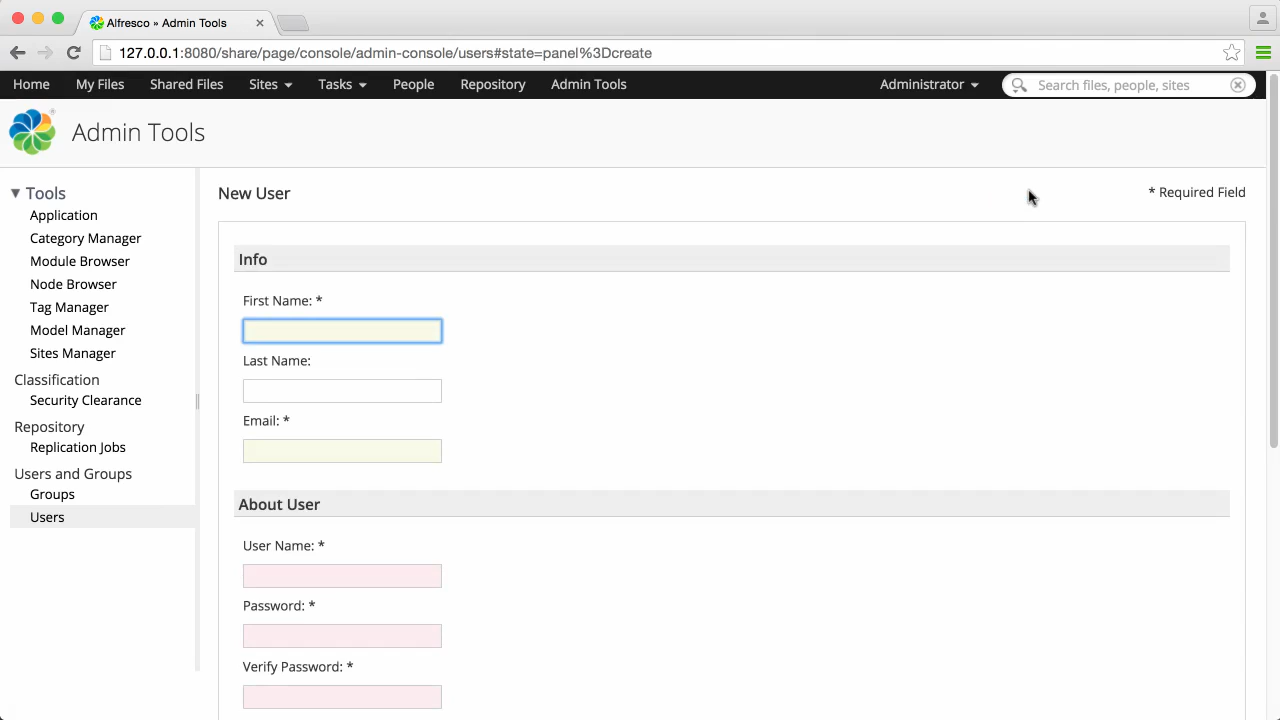 Alfresco » Admin Tools
127.0.0.1:8080/share/page/console/admin-console/users#state=panel%3Dcreate
Home My Files Shared Files Sites Tasks People Repository Admin Tools Administrator Search files, people, sites
Admin Tools
Tools
Application
Category Manager
Module Browser
Node Browser
Tag Manager
Model Manager
Sites Manager
Classification
Security Clearance
Repository
Replication Jobs
Users and Groups
Groups
Users
New User
* Required Field
Info
First Name: *
Last Name:
Email: *
About User
User Name: *
Password: *
Verify Password: *